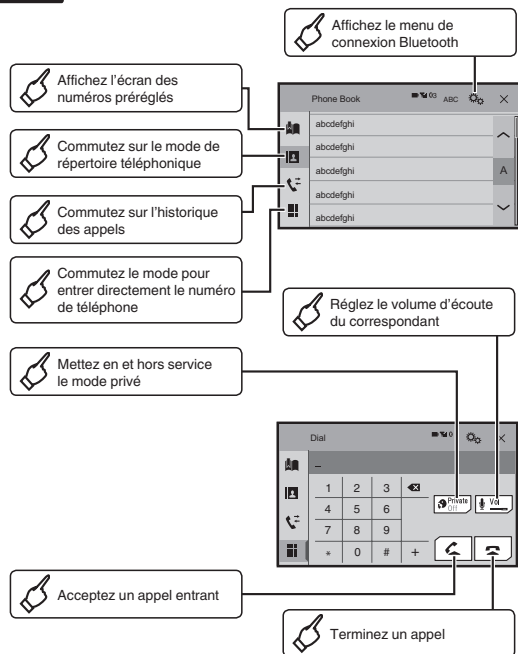 Affichez le menu de
connexion Bluetooth
Affichez l'écran des
numéros préréglés
Phone Book
03
ABC
abcdefghi
Commutez sur le mode de
répertoire téléphonique
abcdefghi
abcdefghi
A
Commutez sur l'historique
des appels
abcdefghi
abcdefghi
Commutez le mode pour
entrer directement le numéro
de téléphone
Réglez le volume d'écoute
du correspondant
Mettez en et hors service
le mode privé
Dial
0
–
1 2 3
4 5 6
Private
Off
Vol
7 8 9
* 0 # +
Acceptez un appel entrant
Terminez un appel